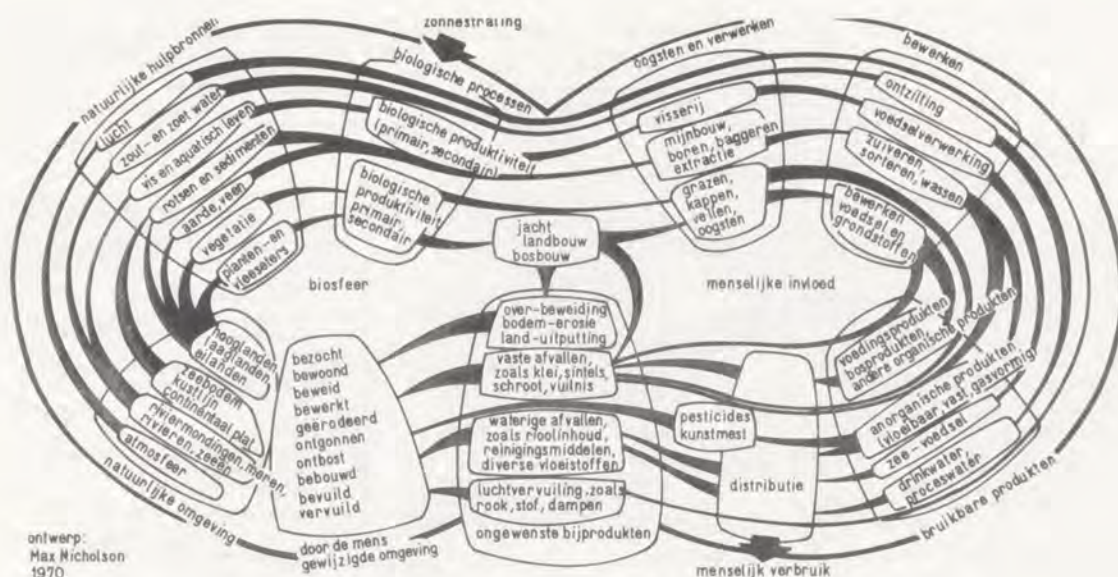 zonnestraling
natuurlijke hulpbronnen
biologische processen
oogsten en verwerken
bewerken
lucht
zout- en zoet water
vis en aquatisch leven
rotsen en sedimenten
aarde, veen
vegetatie
planten- en
vleeseters
biologische produktiviteit
(primair, secondair)
biologische
produktiviteit
primair,
secondair
visserij
mijnbouw,
boren, baggeren
extractie
grazen,
kappen,
vellen,
oogsten
ontzilting
voedselverwerking
zuiveren,
sorteren, wassen
bewerken
voedsel en
grondstoffen
jacht
landbouw
bosbouw
biosfeer
menselijke invloed
hooglanden,
laaglanden,
eilanden
zeebodem
kustlijn
continentaal plat
riviermondingen, meren,
rivieren, zeeën
atmosfeer
natuurlijke omgeving
bezocht
bewoond
beweid
bewerkt
geërodeerd
ontgonnen
ontbost
bebouwd
bevuild
vervuild
door de mens
gewijzigde omgeving
over-beweiding
bodem-erosie
land-uitputting
vaste afvallen,
zoals klei, sintels,
schroot, vuilnis
waterige afvallen,
zoals rioolinhoud,
reinigingsmiddelen,
diverse vloeistoffen
luchtvervuiling, zoals
rook, stof, dampen
ongewenste bijprodukten
pesticides
kunstmest
distributie
voedingsprodukten
bosprodukten,
andere organische produkten
anorganische produkten
(vloeibaar, vast, gasvormig)
zee-voedsel
drinkwater,
proceswater
bruikbare produkten
menselijk verbruik
ontwerp:
Max Nicholson
1970